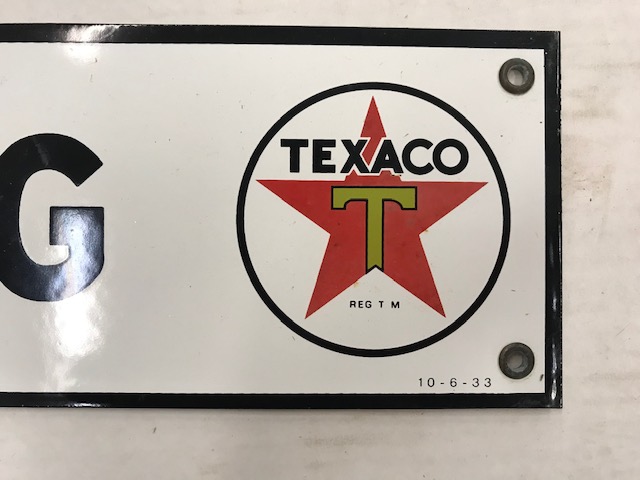 G
TEXACO
T
REG T M
10-6-33